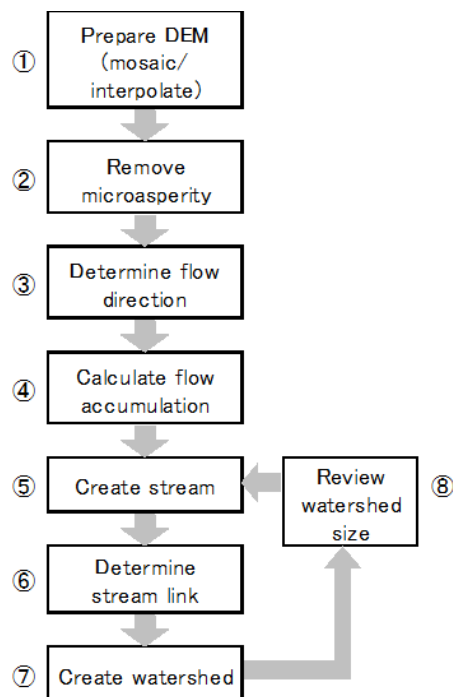 ①
Prepare DEM
(mosaic/
interpolate)
②
Remove
microasperity
③
Determine flow
direction
④
Calculate flow
accumulation
⑤
Create stream
Review
watershed
size
⑧
⑥
Determine
stream link
⑦
Create watershed